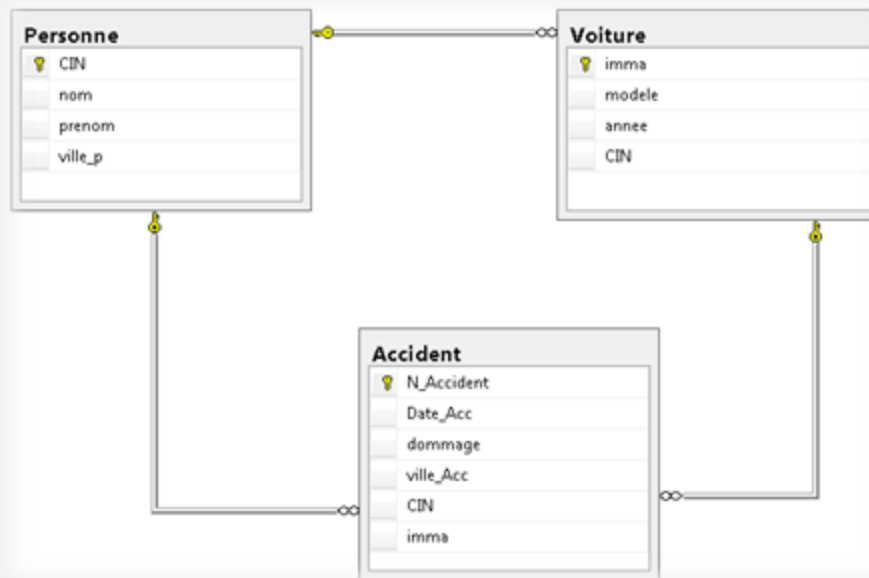 Personne
CIN
nom
prenom
ville_p
Voiture
imma
modele
annee
CIN
Accident
N_Accident
Date_Acc
dommage
ville_Acc
CIN
imma